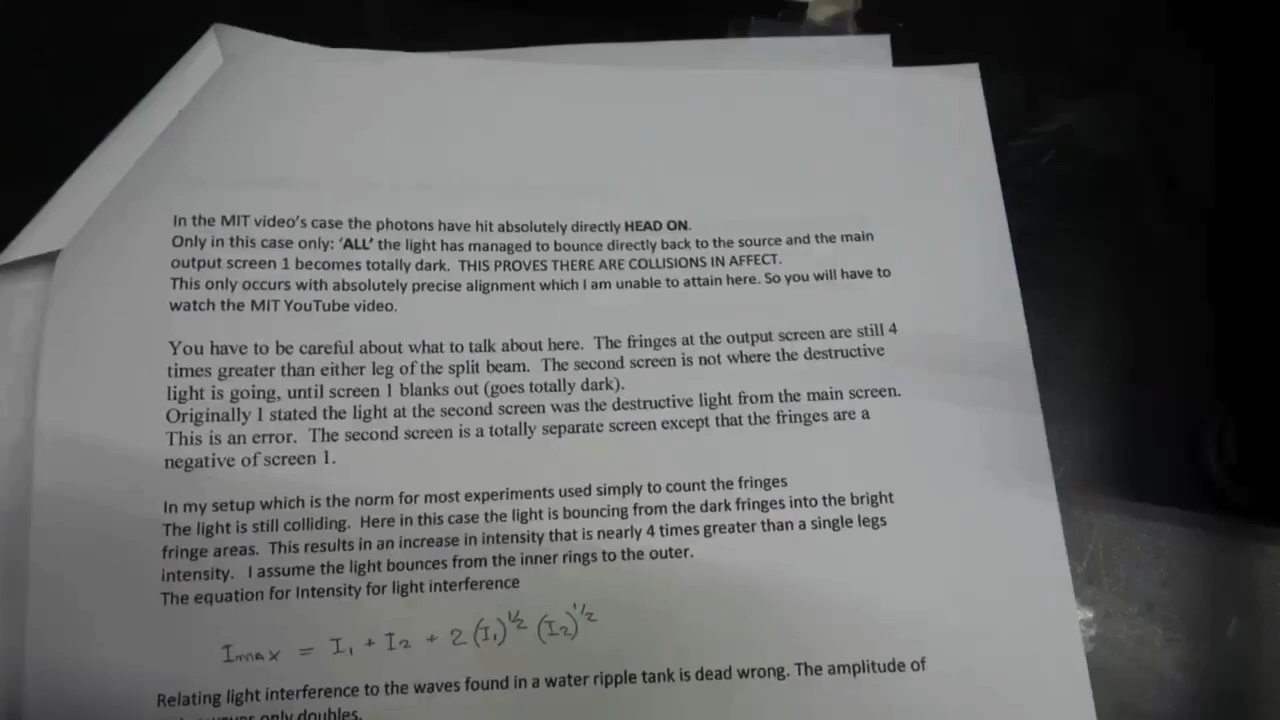 In the MIT video's case the photons have hit absolutely directly HEAD ON.
Only in this case only: 'ALL' the light has managed to bounce directly back to the source and the main
output screen 1 becomes totally dark. THIS PROVES THERE ARE COLLISIONS IN AFFECT.
This only occurs with absolutely precise alignment which I am unable to attain here. So you will have to
watch the MIT YouTube video.
You have to be careful about what to talk about here. The fringes at the output screen are still 4
times greater than either leg of the split beam. The second screen is not where the destructive
light is going, until screen 1 blanks out (goes totally dark).
Originally I stated the light at the second screen was the destructive light from the main screen.
This is an error. The second screen is a totally separate screen except that the fringes are a
negative of screen 1.
In my setup which is the norm for most experiments used simply to count the fringes
The light is still colliding. Here in this case the light is bouncing from the dark fringes into the bright
fringe areas. This results in an increase in intensity that is nearly 4 times greater than a single legs
intensity. I assume the light bounces from the inner rings to the outer.
The equation for Intensity for light interference
Imax = I1 + I2 + 2 (I1)^1/2 (I2)^1/2
Relating light interference to the waves found in a water ripple tank is dead wrong. The amplitude of
only doubles.